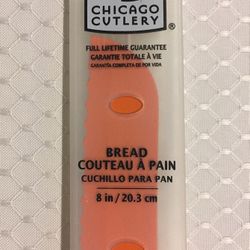 CHICAGO
CUTLERY®
FULL LIFETIME GUARANTEE
GARANTIE TOTALE À VIE
GARANTÍA COMPLETA DE POR VIDA
BREAD
COUTEAU À PAIN
CUCHILLO PARA PAN
8 in / 20.3 cm